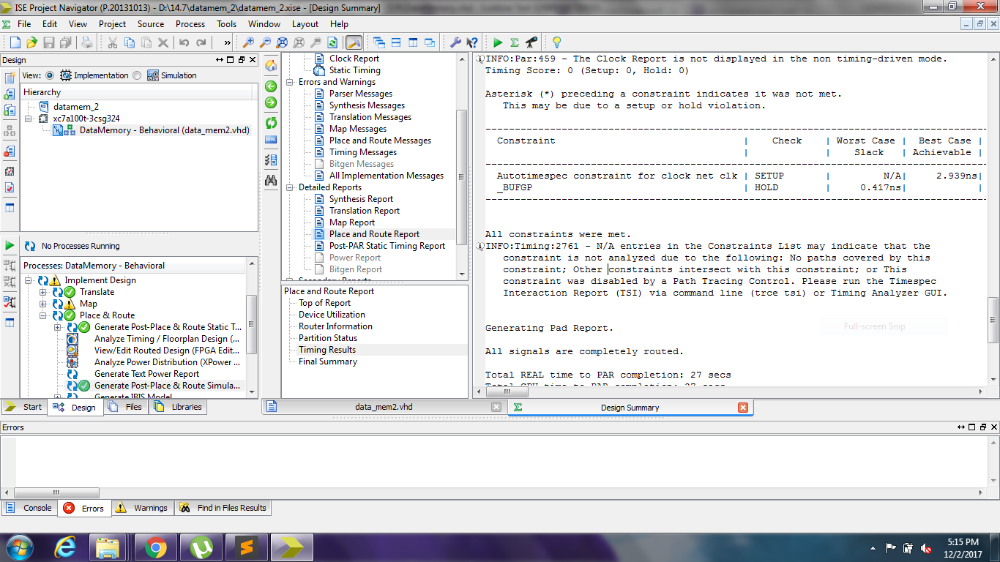 ISE Project Navigator (P.20131013) - D:\14.7\datamem_2\datamem_2.xise - [Design Summary]
File Edit View Project Source Process Tools Window Layout Help
Design
View: Implementation Simulation
Hierarchy
datamem_2
xc7a100t-3csg324
DataMemory - Behavioral (data_mem2.vhd)
No Processes Running
Processes: DataMemory - Behavioral
Implement Design
Translate
Map
Place & Route
Generate Post-Place & Route Static T...
Analyze Timing / Floorplan Design (...
View/Edit Routed Design (FPGA Edit...
Analyze Power Distribution (XPower ...
Generate Text Power Report
Generate Post-Place & Route Simula...
Generate IBIS Model
Start Design Files Libraries
Clock Report
Static Timing
Errors and Warnings
Parser Messages
Synthesis Messages
Translation Messages
Map Messages
Place and Route Messages
Timing Messages
Bitgen Messages
All Implementation Messages
Detailed Reports
Synthesis Report
Translation Report
Map Report
Place and Route Report
Post-PAR Static Timing Report
Power Report
Bitgen Report
Secondary Reports
Place and Route Report
Top of Report
Device Utilization
Router Information
Partition Status
Timing Results
Final Summary
INFO:Par:459 - The Clock Report is not displayed in the non timing-driven mode.
Timing Score: 0 (Setup: 0, Hold: 0)
Asterisk (*) preceding a constraint indicates it was not met.
This may be due to a setup or hold violation.
----------------------------------------------------------------------------------
Constraint | Check | Worst Case | Best Case |
| | Slack | Achievable |
----------------------------------------------------------------------------------
Autotimespec constraint for clock net clk | SETUP | N/A| 2.939ns|
_BUFGP | HOLD | 0.417ns| |
----------------------------------------------------------------------------------
All constraints were met.
INFO:Timing:2761 - N/A entries in the Constraints List may indicate that the
constraint is not analyzed due to the following: No paths covered by this
constraint; Other constraints intersect with this constraint; or This
constraint was disabled by a Path Tracing Control. Please run the Timespec
Interaction Report (TSI) via command line (trce tsi) or Timing Analyzer GUI.
Full-screen Snip
Generating Pad Report.
All signals are completely routed.
Total REAL time to PAR completion: 27 secs
Total CPU time to PAR completion: 27 secs
data_mem2.vhd Design Summary
Errors
Console Errors Warnings Find in Files Results
5:15 PM
12/2/2017